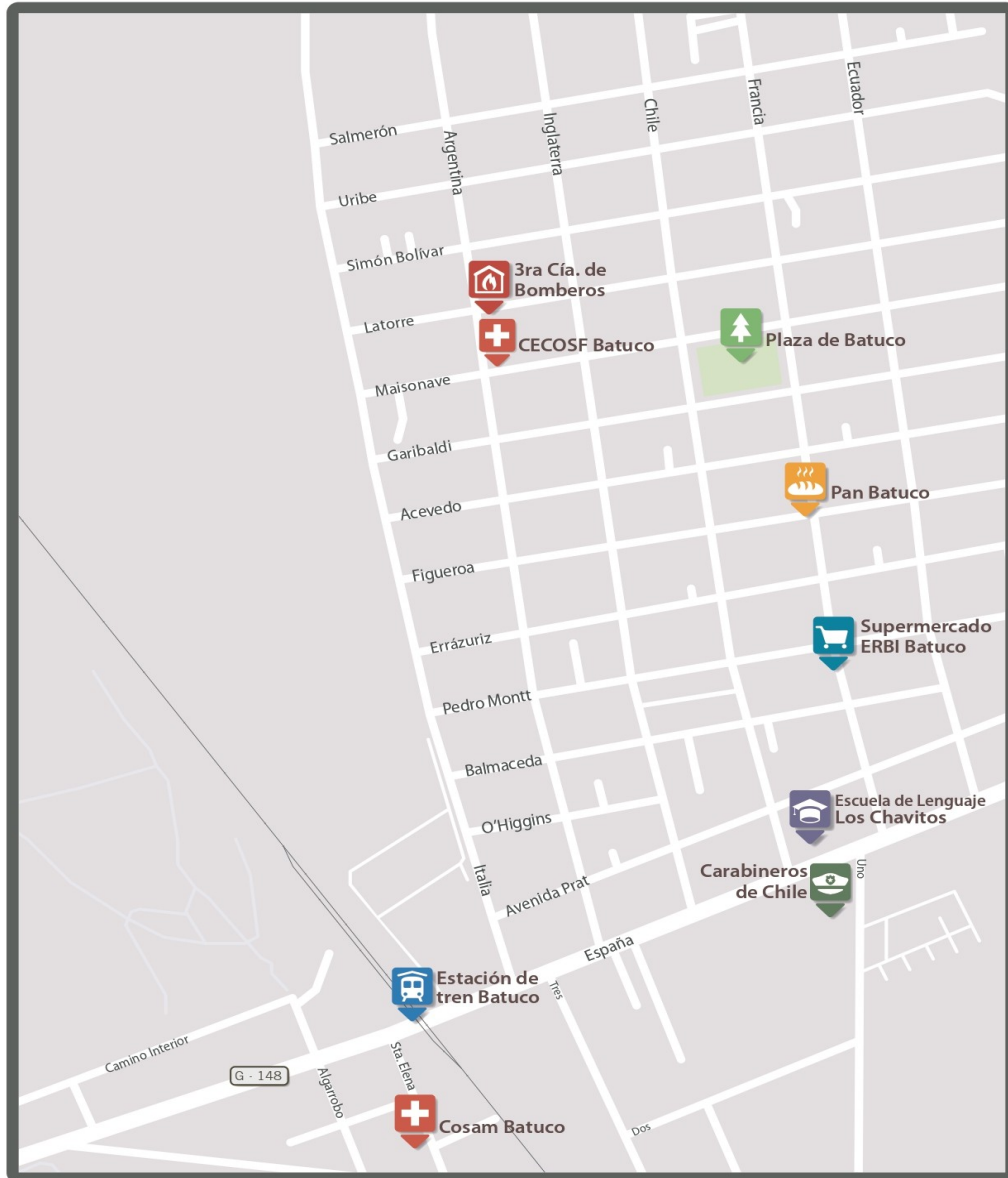 Salmerón
Argentina
Inglaterra
Chile
Francia
Ecuador
Uribe
Simón Bolívar
3ra Cía. de
Bomberos
Latorre
CECOSF Batuco
Plaza de Batuco
Maisonave
Garibaldi
Pan Batuco
Acevedo
Figueroa
Errázuriz
Supermercado
ERBI Batuco
Pedro Montt
Balmaceda
O'Higgins
Escuela de Lenguaje
Los Chavitos
Italia
Avenida Prat
Carabineros
de Chile
Uno
España
Estación de
tren Batuco
Tres
Camino Interior
G - 148
Algarrobo
Sta. Elena
Cosam Batuco
Dos